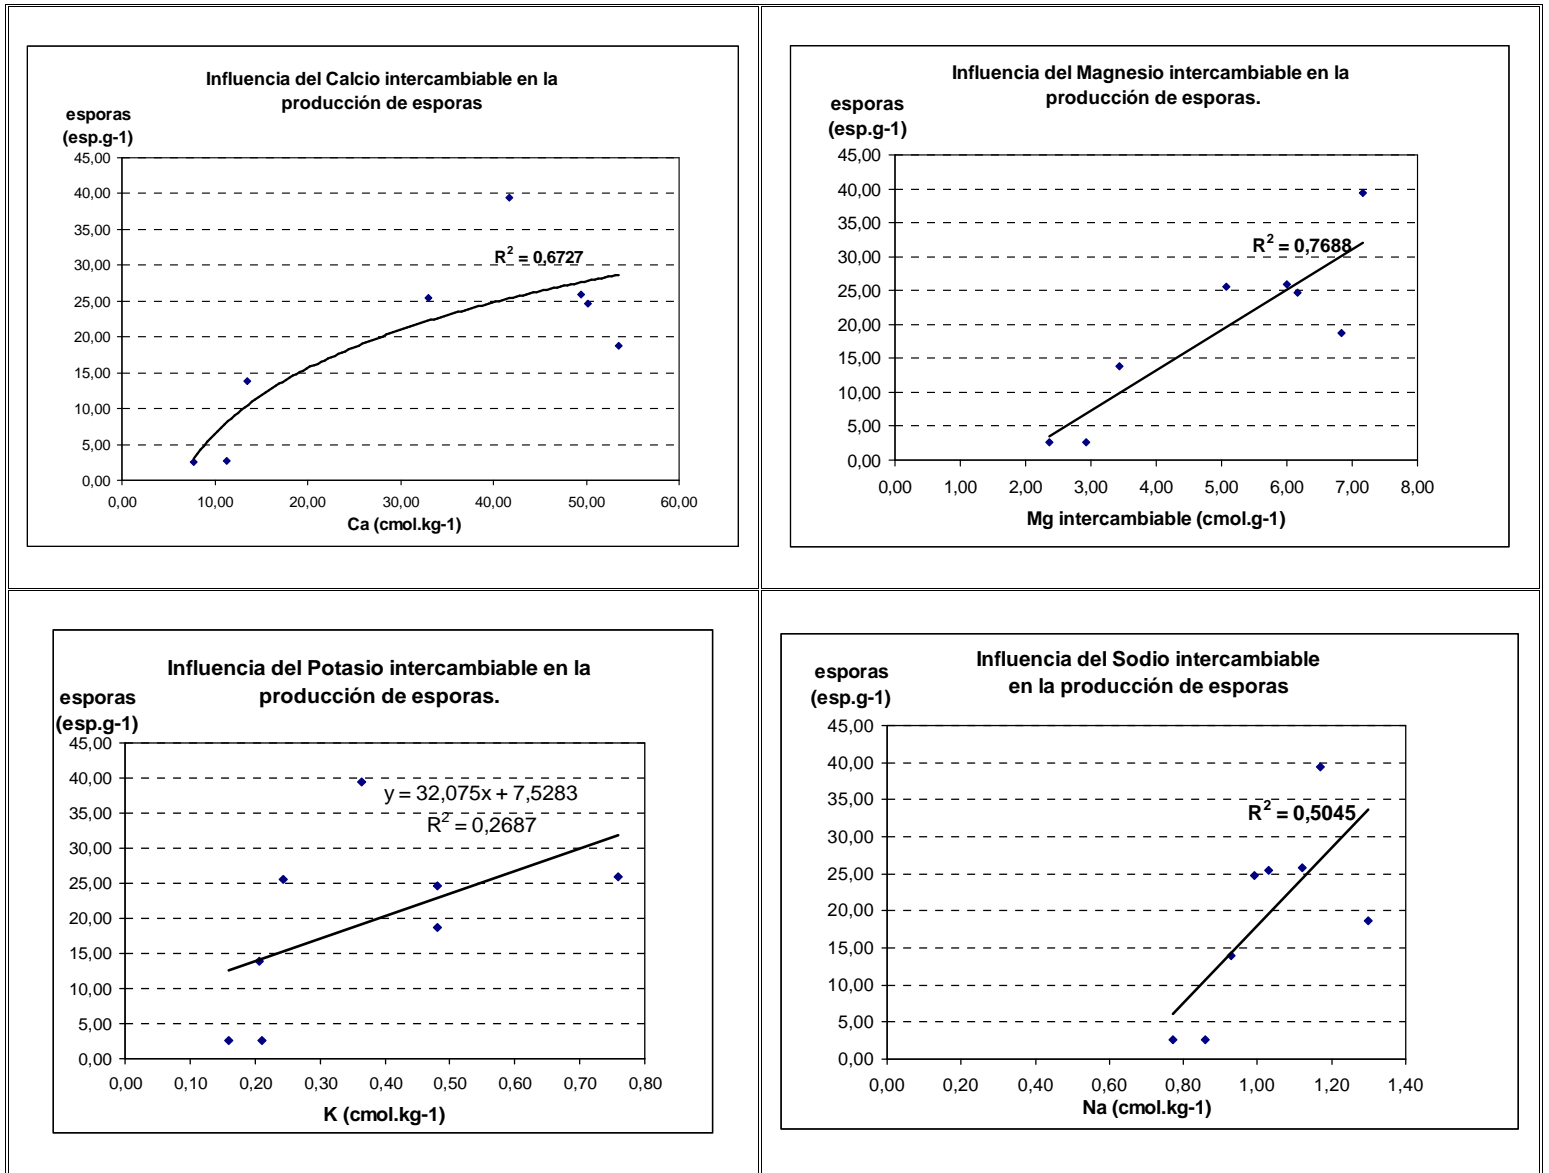 Influencia del Calcio intercambiable en la
producción de esporas
esporas
(esp.g-1)
45,00
40,00
35,00
30,00
25,00
20,00
15,00
10,00
5,00
0,00
R² = 0,6727
0,00 10,00 20,00 30,00 40,00 50,00 60,00
Ca (cmol.kg-1)
Influencia del Magnesio intercambiable en la
producción de esporas.
esporas
(esp.g-1)
45,00
40,00
35,00
30,00
25,00
20,00
15,00
10,00
5,00
0,00
R² = 0,7688
0,00 1,00 2,00 3,00 4,00 5,00 6,00 7,00 8,00
Mg intercambiable (cmol.g-1)
Influencia del Potasio intercambiable en la
producción de esporas.
esporas
(esp.g-1)
45,00
40,00
35,00
30,00
25,00
20,00
15,00
10,00
5,00
0,00
y = 32,075x + 7,5283
R² = 0,2687
0,00 0,10 0,20 0,30 0,40 0,50 0,60 0,70 0,80
K (cmol.kg-1)
Influencia del Sodio intercambiable
en la producción de esporas
esporas
(esp.g-1)
45,00
40,00
35,00
30,00
25,00
20,00
15,00
10,00
5,00
0,00
R² = 0,5045
0,00 0,20 0,40 0,60 0,80 1,00 1,20 1,40
Na (cmol.kg-1)